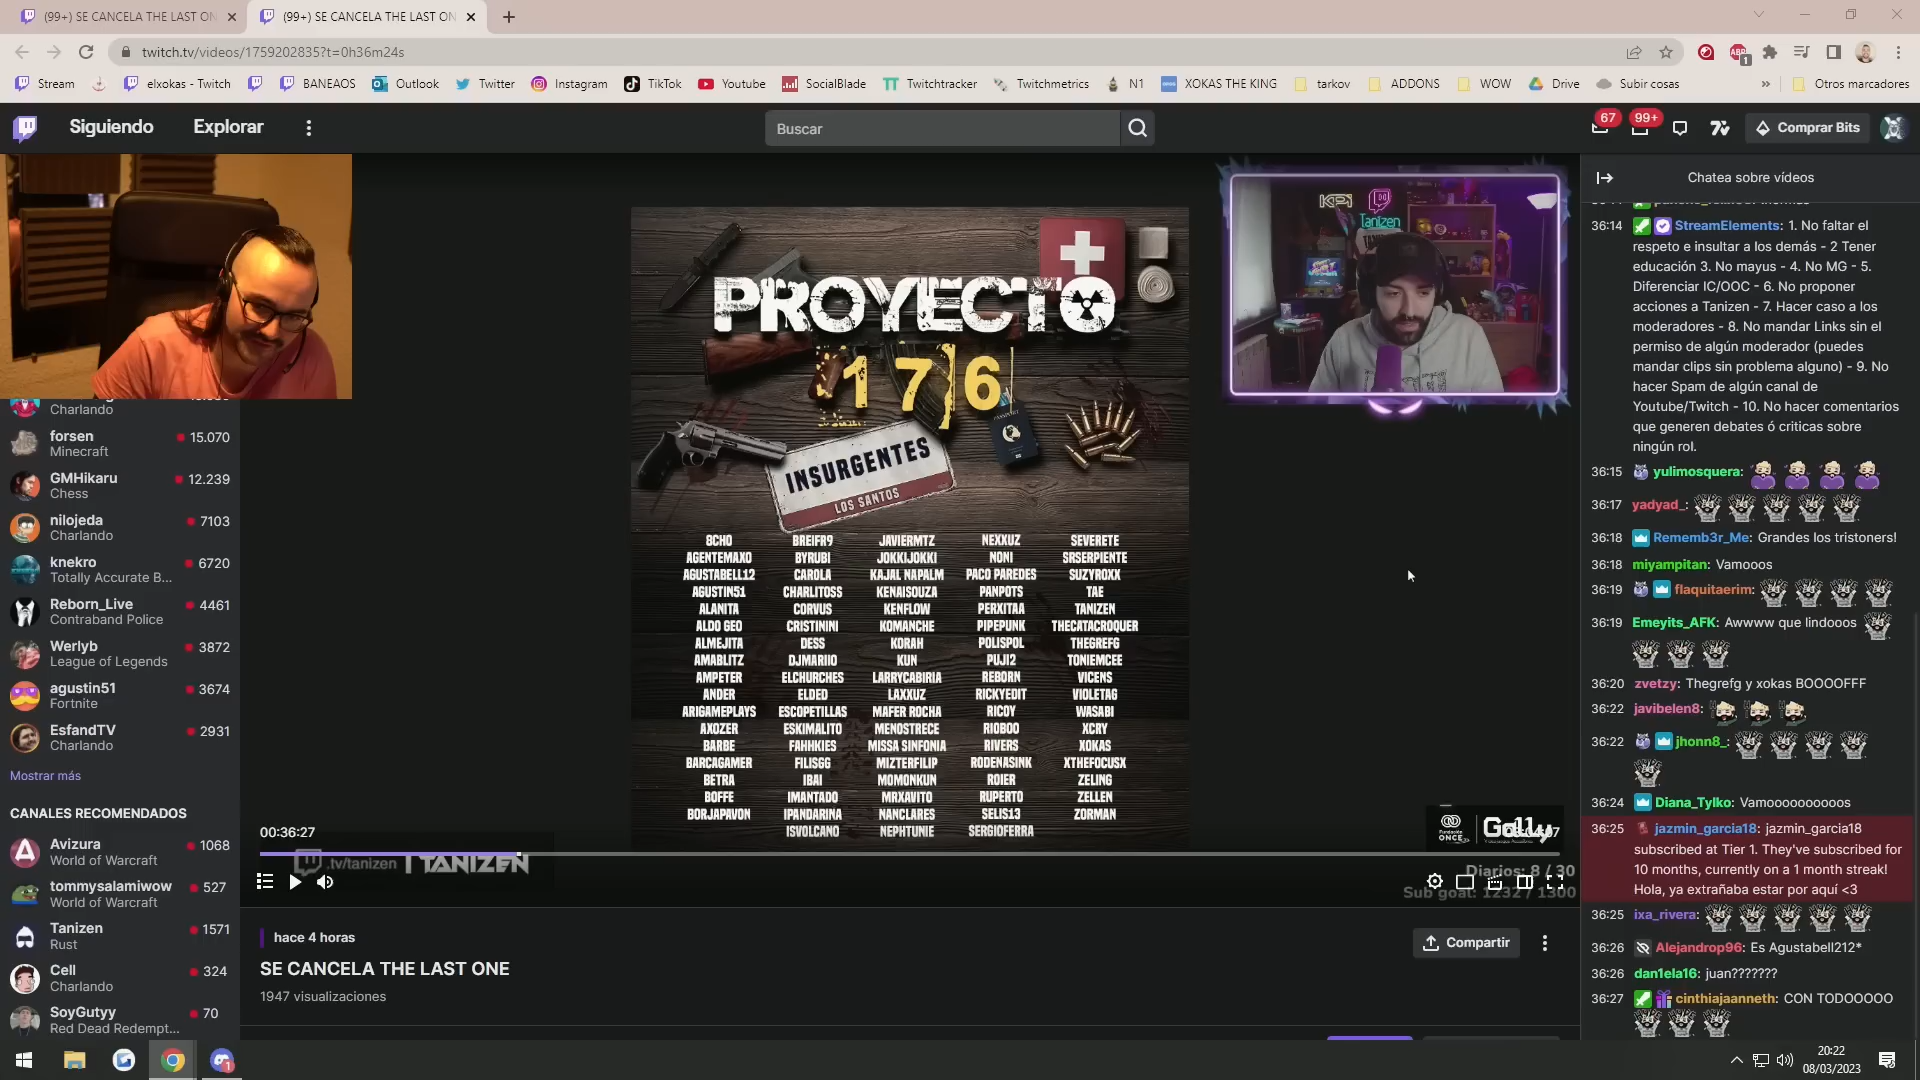 (99+) SE CANCELA THE LAST ON
(99+) SE CANCELA THE LAST ONE
twitch.tv/videos/1759202835?t=0h36m24s
Stream
elxokas - Twitch
BANEAOS
Outlook
Twitter
Instagram
TikTok
Youtube
SocialBlade
Twitchtracker
Twitchmetrics
N1
XOKAS THE KING
tarkov
ADDONS
WOW
Drive
Subir cosas
Otros marcadores
Siguiendo
Explorar
Buscar
67
99+
Comprar Bits
Charlando
forsen
15.070
Minecraft
GMHikaru
12.239
Chess
nilojeda
7103
Charlando
knekro
6720
Totally Accurate B...
Reborn_Live
4461
Contraband Police
Werlyb
3872
League of Legends
agustin51
3674
Fortnite
EsfandTV
2931
Charlando
Mostrar más
CANALES RECOMENDADOS
Avizura
1068
World of Warcraft
tommysalamiwow
527
World of Warcraft
Tanizen
1571
Rust
Cell
324
Charlando
SoyGutyy
70
Red Dead Redempt...
KPI
Tanizen
PROYECTO
17|6
INSURGENTES
LOS SANTOS
8CHO BREIFR9 JAVIERMTZ NEXXUZ SEVERETE
AGENTEMAXO BYRUBI JOKKIJOKKI NONI SRSERPIENTE
AGUSTABELL12 CAROLA KAJAL NAPALM PACO PAREDES SUZYROXX
AGUSTIN51 CHARLITOSS KENAISOUZA PANPOTS TAE
ALANITA CORVUS KENFLOW PERXITAA TANIZEN
ALDO GEO CRISTININI KOMANCHE PIPEPUNK THECATACROQUER
ALMEJITA DESS KORAH POLISPOL THEGREFG
AMABLITZ DJMARIIO KUN PUJI2 TONIEMCEE
AMPETER ELCHURCHES LARRYCABIRIA REBORN VICENS
ANDER ELDED LAXXUZ RICKYEDIT VIOLETAG
ARIGAMEPLAYS ESCOPETILLAS MAFER ROCHA RICOY WASABI
AXOZER ESKIMALITO MENOSTRECE RIOBOO XCRY
BARBE FAHHKIES MISSA SINFONIA RIVERS XOKAS
BARCAGAMER FILISGG MIZTERFILIP RODENASINK XTHEFOCUSX
BETRA IBAI MOMONKUN ROIER ZELING
BOFFE IMANTADO MRXAVITO RUPERTO ZELLEN
BORJAPAVON IPANDARINA NANCLARES SELIS13 ZORMAN
ISVOLCANO NEPHTUNIE SERGIOFERRA
00:36:27
.tv/tanizen TANIZEN
Fundación
ONCE
Diarios: 8 / 30
Sub goal: 1232 / 1300
hace 4 horas
Compartir
SE CANCELA THE LAST ONE
1947 visualizaciones
Chatea sobre vídeos
36:14 StreamElements: 1. No faltar el
respeto e insultar a los demás - 2 Tener
educación 3. No mayus - 4. No MG - 5.
Diferenciar IC/OOC - 6. No proponer
acciones a Tanizen - 7. Hacer caso a los
moderadores - 8. No mandar Links sin el
permiso de algún moderador (puedes
mandar clips sin problema alguno) - 9. No
hacer Spam de algún canal de
Youtube/Twitch - 10. No hacer comentarios
que generen debates ó criticas sobre
ningún rol.
36:15 yulimosquera:
36:17 yadyad_:
36:18 Rememb3r_Me: Grandes los tristoners!
36:18 miyampitan: Vamooos
36:19 flaquitaerim:
36:19 Emeyits_AFK: Awwww que lindooos
36:20 zvetzy: Thegrefg y xokas BOOOOFFF
36:22 javibelen8:
36:22 jhonn8_:
36:24 Diana_Tylko: Vamoooooooooos
36:25 jazmin_garcia18: jazmin_garcia18
subscribed at Tier 1. They've subscribed for
10 months, currently on a 1 month streak!
Hola, ya extrañaba estar por aquí <3
36:25 ixa_rivera:
36:26 Alejandrop96: Es Agustabell212*
36:26 dan1ela16: juan???????
36:27 cinthiajaanneth: CON TODOOOOO
20:22
08/03/2023